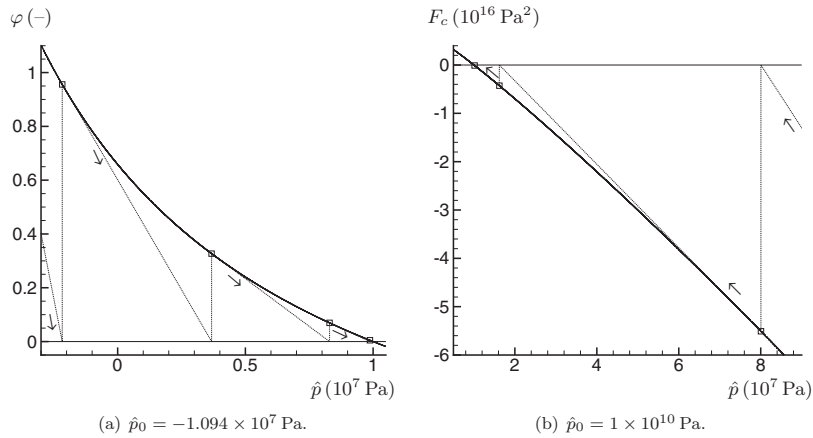 φ (–)
1
0.8
0.6
0.4
0.2
0
0 0.5 1
p̂ (10⁷ Pa)
(a) p̂₀ = −1.094 × 10⁷ Pa.
F_c (10¹⁶ Pa²)
0
-1
-2
-3
-4
-5
-6
2 4 6 8
p̂ (10⁷ Pa)
(b) p̂₀ = 1 × 10¹⁰ Pa.